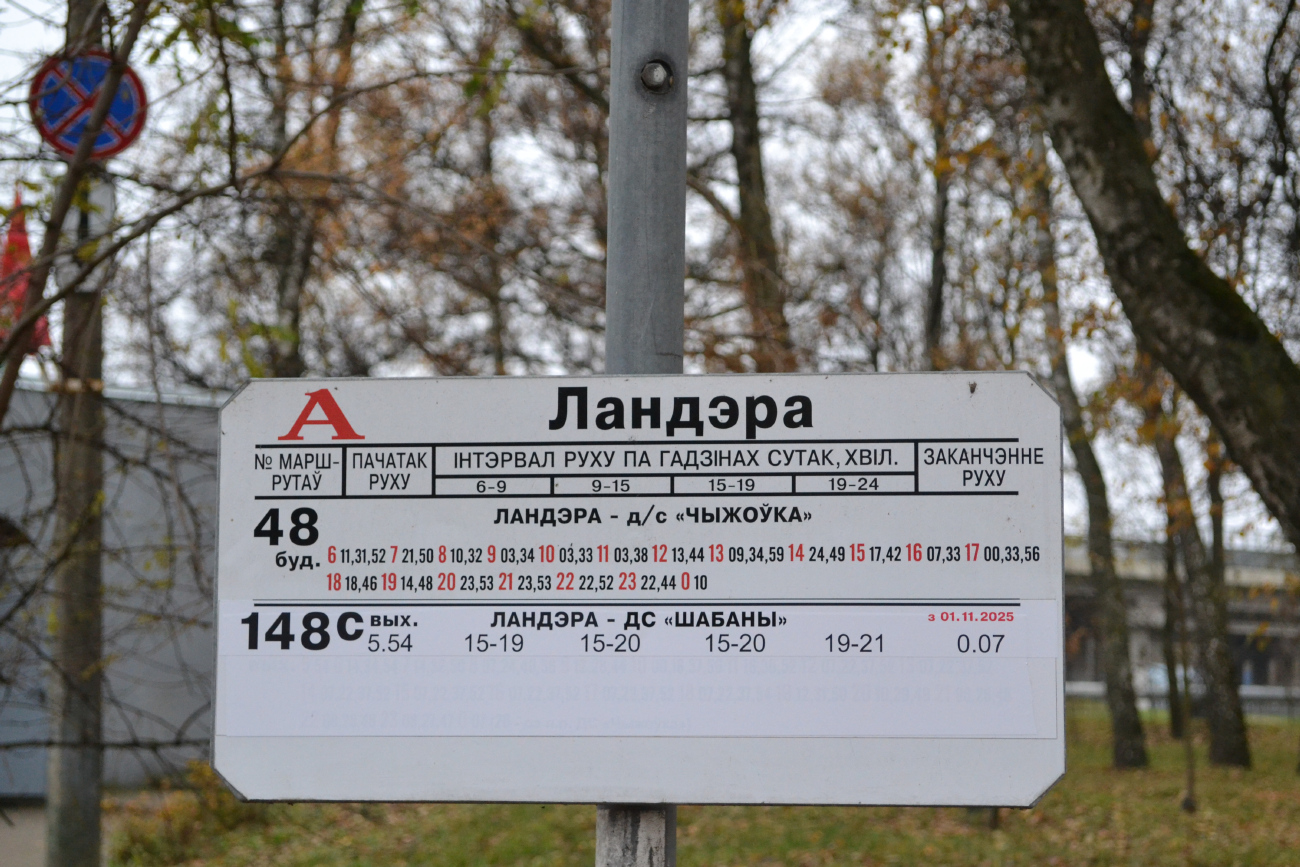 А Ландэра
№ МАРШ- ПАЧАТАК ІНТЭРВАЛ РУХУ ПА ГАДЗІНАХ СУТАК, ХВІЛ. ЗАКАНЧЭННЕ
РУТАЎ РУХУ 6-9 9-15 15-19 19-24 РУХУ
48 ЛАНДЭРА - д/с «ЧЫЖОЎКА»
буд. 6 11,31,52 7 21,50 8 10,32 9 03,34 10 03,33 11 03,38 12 13,44 13 09,34,59 14 24,49 15 17,42 16 07,33 17 00,33,56
18 18,46 19 14,48 20 23,53 21 23,53 22 22,52 23 22,44 0 10
148С вых. ЛАНДЭРА - ДС «ШАБАНЫ» з 01.11.2025
5.54 15-19 15-20 15-20 19-21 0.07